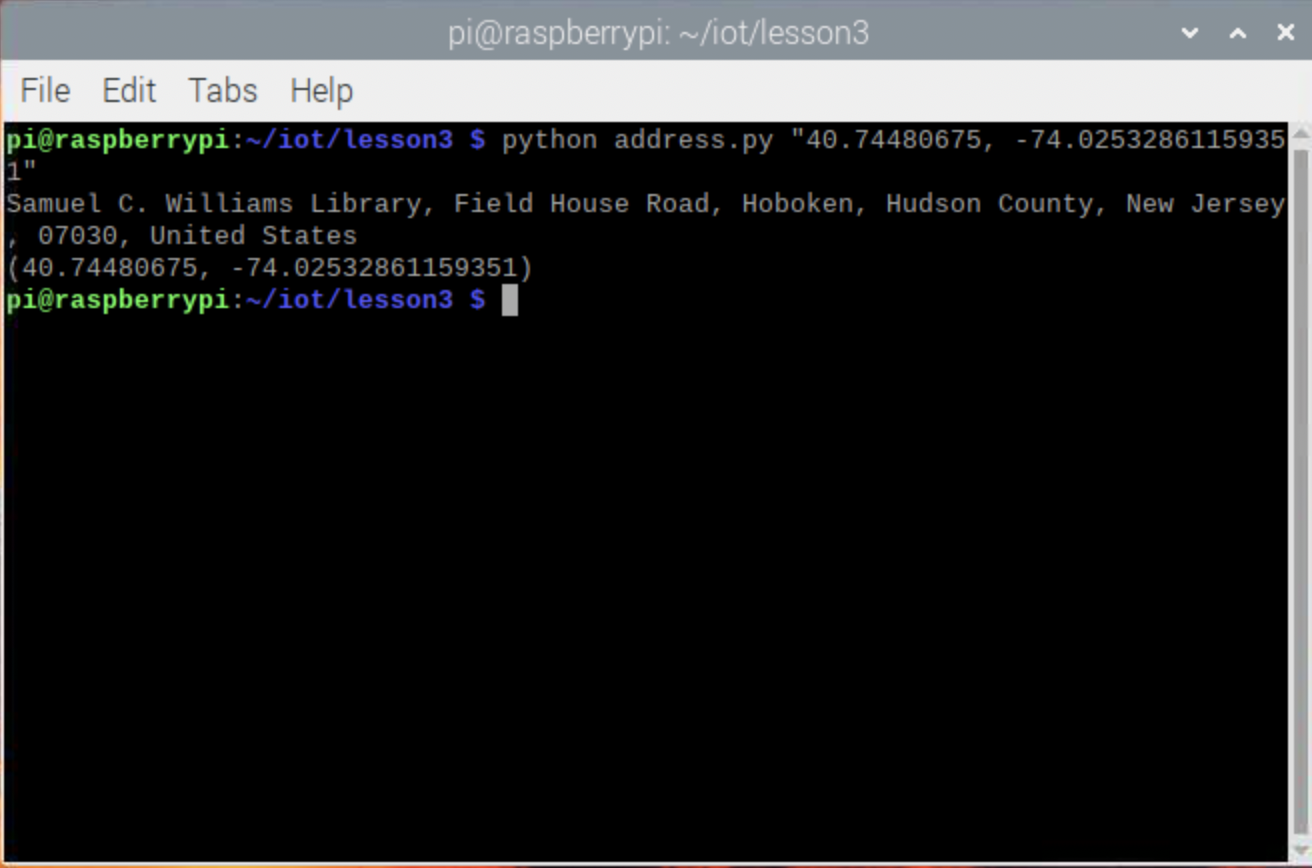 pi@raspberrypi: ~/iot/lesson3
File Edit Tabs Help
pi@raspberrypi:~/iot/lesson3 $ python address.py "40.74480675, -74.0253286115935
1"
Samuel C. Williams Library, Field House Road, Hoboken, Hudson County, New Jersey
, 07030, United States
(40.74480675, -74.02532861159351)
pi@raspberrypi:~/iot/lesson3 $